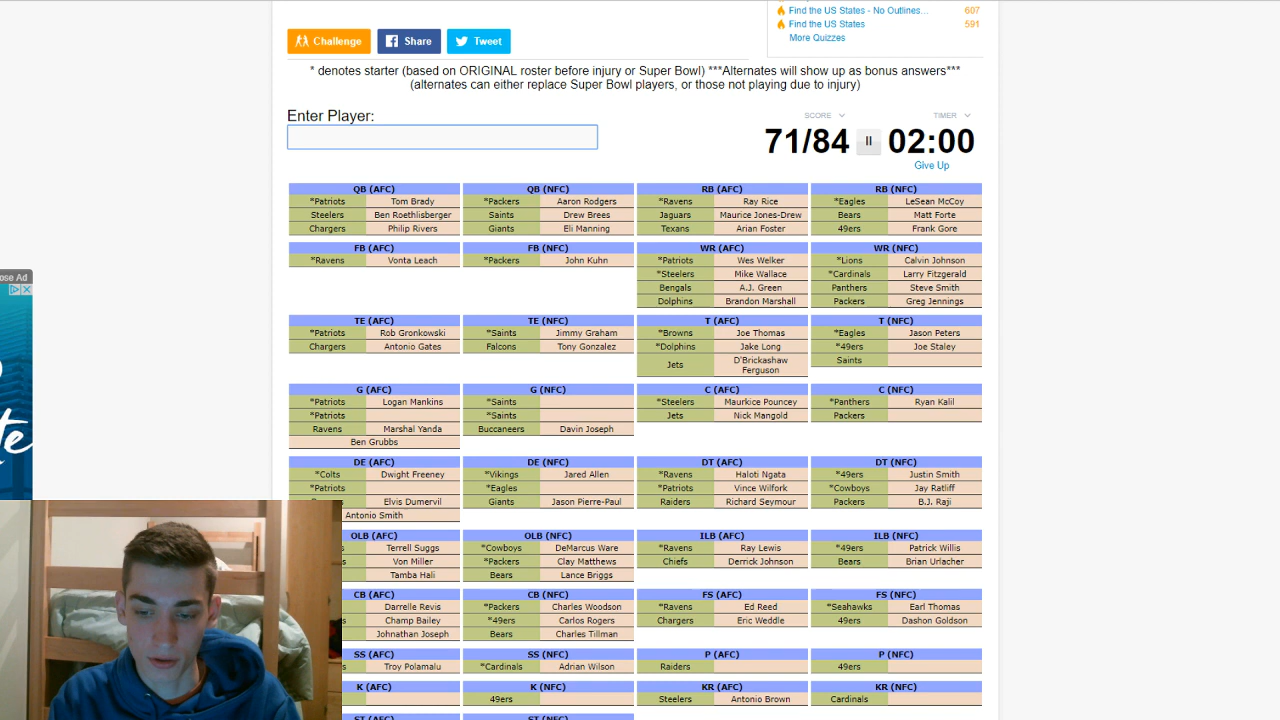 Find the US States - No Outlines... 607
Find the US States 591
More Quizzes
Challenge Share Tweet
* denotes starter (based on ORIGINAL roster before injury or Super Bowl) ***Alternates will show up as bonus answers***
(alternates can either replace Super Bowl players, or those not playing due to injury)
Enter Player:
SCORE TIMER
71/84 02:00
Give Up
QB (AFC) QB (NFC) RB (AFC) RB (NFC)
*Patriots Tom Brady *Packers Aaron Rodgers *Ravens Ray Rice *Eagles LeSean McCoy
Steelers Ben Roethlisberger Saints Drew Brees Jaguars Maurice Jones-Drew Bears Matt Forte
Chargers Philip Rivers Giants Eli Manning Texans Arian Foster 49ers Frank Gore
FB (AFC) FB (NFC) WR (AFC) WR (NFC)
*Ravens Vonta Leach *Packers John Kuhn *Patriots Wes Welker *Lions Calvin Johnson
*Steelers Mike Wallace *Cardinals Larry Fitzgerald
Bengals A.J. Green Panthers Steve Smith
Dolphins Brandon Marshall Packers Greg Jennings
TE (AFC) TE (NFC) T (AFC) T (NFC)
*Patriots Rob Gronkowski *Saints Jimmy Graham *Browns Joe Thomas *Eagles Jason Peters
Chargers Antonio Gates Falcons Tony Gonzalez *Dolphins Jake Long *49ers Joe Staley
Jets D'Brickashaw Saints
Ferguson
G (AFC) G (NFC) C (AFC) C (NFC)
*Patriots Logan Mankins *Saints *Steelers Maurkice Pouncey *Panthers Ryan Kalil
*Patriots *Saints Jets Nick Mangold Packers
Ravens Marshal Yanda Buccaneers Davin Joseph
Ben Grubbs
DE (AFC) DE (NFC) DT (AFC) DT (NFC)
*Colts Dwight Freeney *Vikings Jared Allen *Ravens Haloti Ngata *49ers Justin Smith
*Patriots *Eagles *Patriots Vince Wilfork *Cowboys Jay Ratliff
Elvis Dumervil Giants Jason Pierre-Paul Raiders Richard Seymour Packers B.J. Raji
Antonio Smith
OLB (AFC) OLB (NFC) ILB (AFC) ILB (NFC)
Terrell Suggs *Cowboys DeMarcus Ware *Ravens Ray Lewis *49ers Patrick Willis
Von Miller *Packers Clay Matthews Chiefs Derrick Johnson Bears Brian Urlacher
Tamba Hali Bears Lance Briggs
CB (AFC) CB (NFC) FS (AFC) FS (NFC)
Darrelle Revis *Packers Charles Woodson *Ravens Ed Reed *Seahawks Earl Thomas
Champ Bailey *49ers Carlos Rogers Chargers Eric Weddle 49ers Dashon Goldson
Johnathan Joseph Bears Charles Tillman
SS (AFC) SS (NFC) P (AFC) P (NFC)
Troy Polamalu *Cardinals Adrian Wilson Raiders 49ers
K (AFC) K (NFC) KR (AFC) KR (NFC)
49ers Steelers Antonio Brown Cardinals
ST (AFC) ST (NFC)